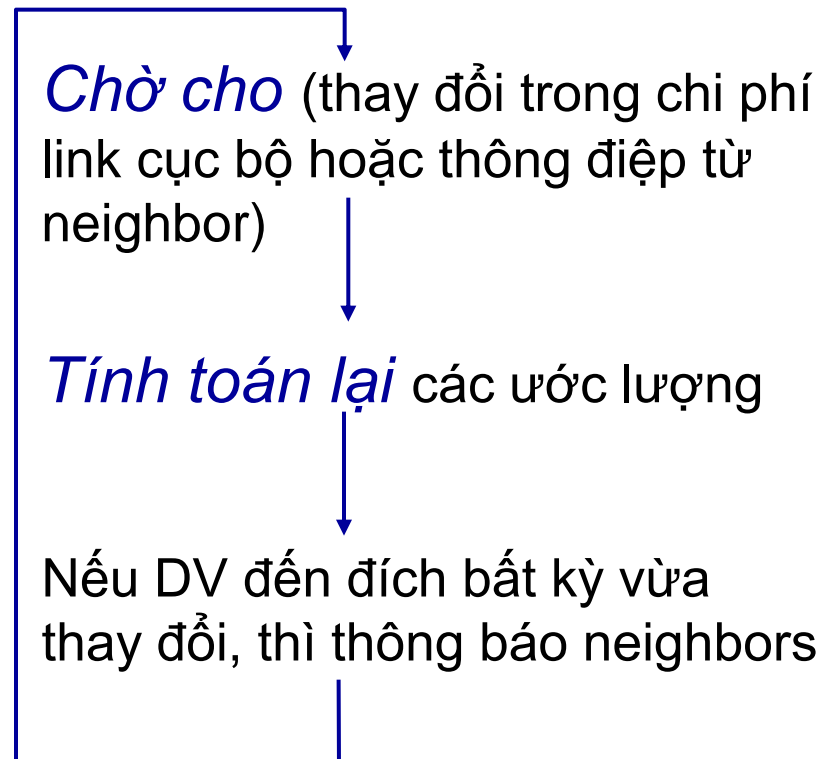 Chờ cho (thay đổi trong chi phí
link cục bộ hoặc thông điệp từ
neighbor)
Tính toán lại các ước lượng
Nếu DV đến đích bất kỳ vừa
thay đổi, thì thông báo neighbors